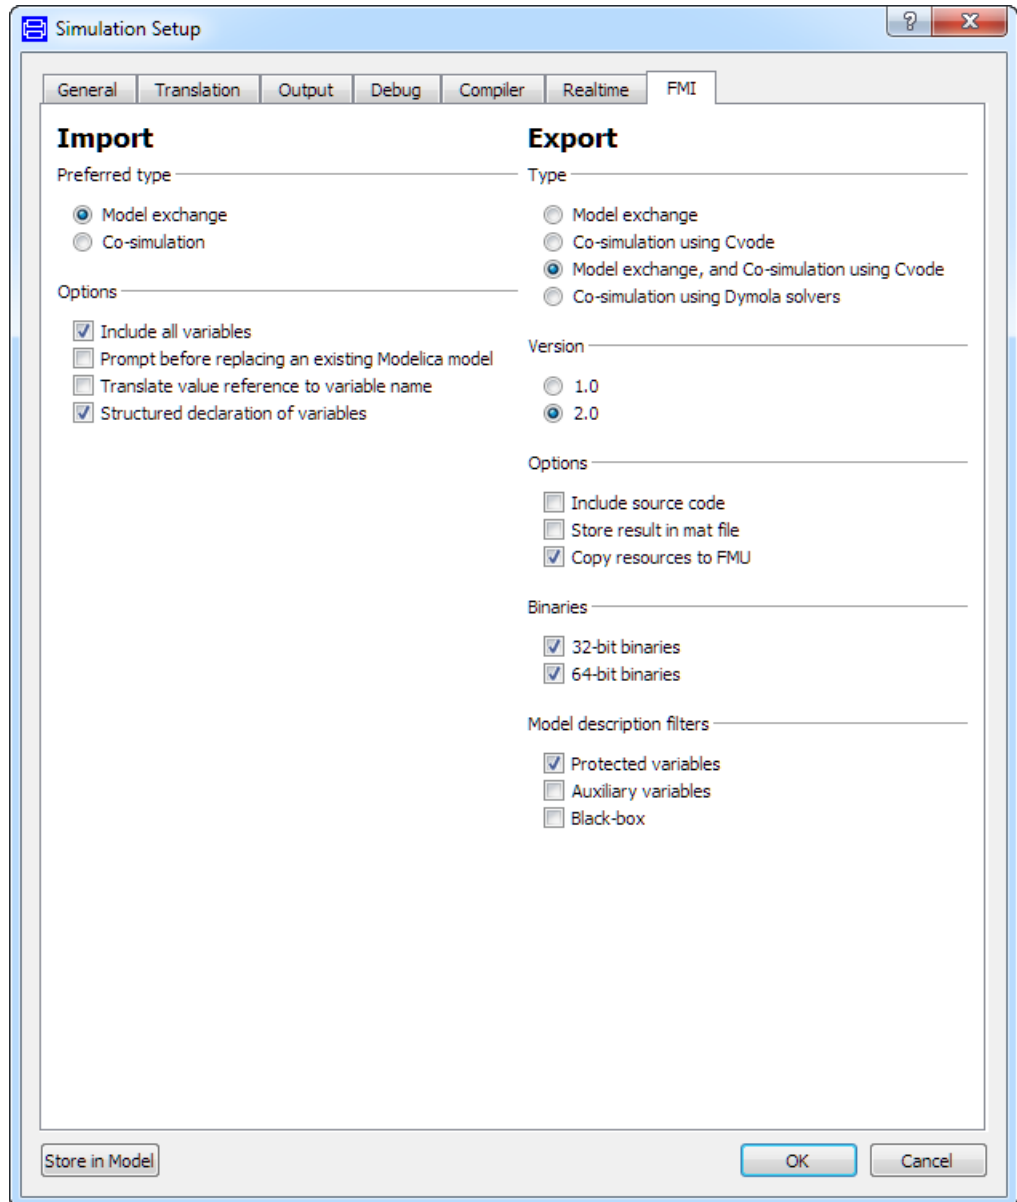 Simulation Setup
?
General Translation Output Debug Compiler Realtime FMI
Import
Preferred type
Model exchange
Co-simulation
Options
Include all variables
Prompt before replacing an existing Modelica model
Translate value reference to variable name
Structured declaration of variables
Export
Type
Model exchange
Co-simulation using Cvode
Model exchange, and Co-simulation using Cvode
Co-simulation using Dymola solvers
Version
1.0
2.0
Options
Include source code
Store result in mat file
Copy resources to FMU
Binaries
32-bit binaries
64-bit binaries
Model description filters
Protected variables
Auxiliary variables
Black-box
Store in Model OK Cancel